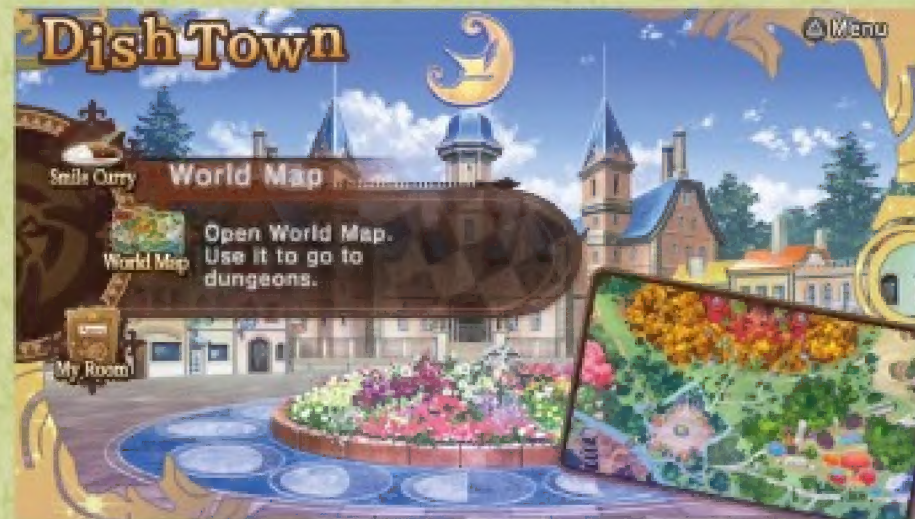 Dish Town
Menu
Smile Curry
World Map
World Map
Open World Map.
Use it to go to
dungeons.
My Room